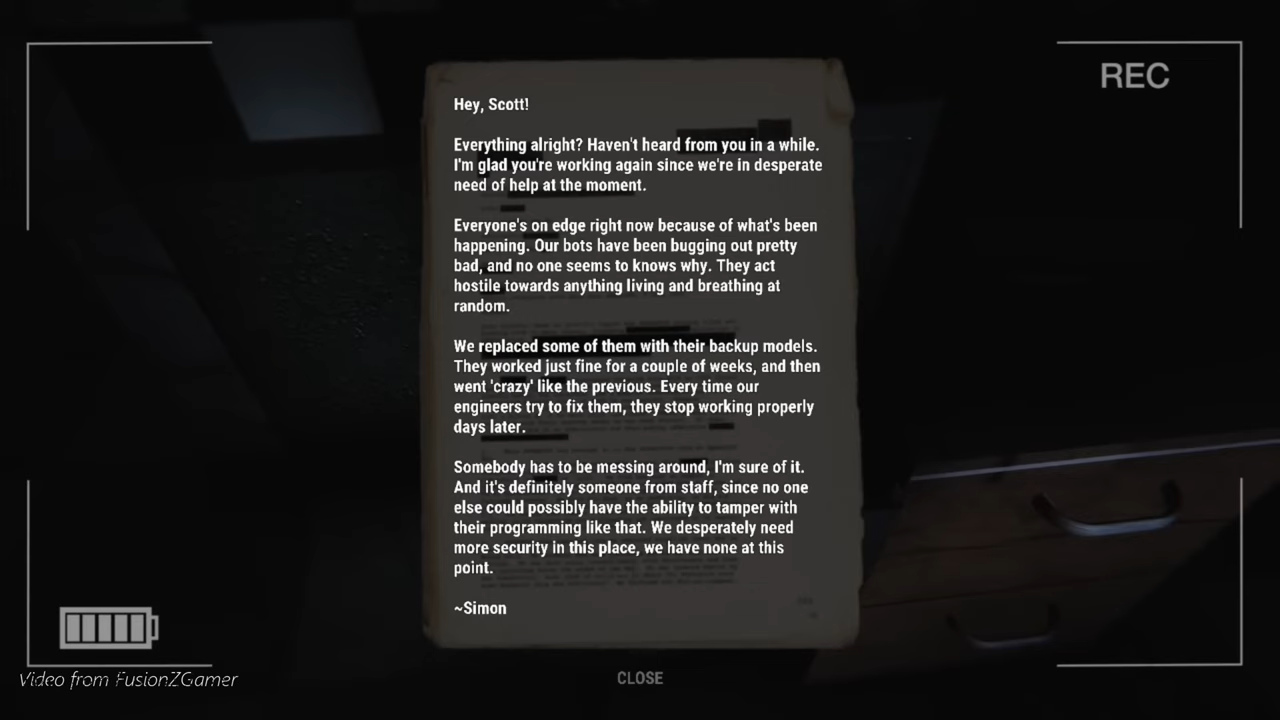 REC
Hey, Scott!
Everything alright? Haven't heard from you in a while.
I'm glad you're working again since we're in desperate
need of help at the moment.
Everyone's on edge right now because of what's been
happening. Our bots have been bugging out pretty
bad, and no one seems to knows why. They act
hostile towards anything living and breathing at
random.
We replaced some of them with their backup models.
They worked just fine for a couple of weeks, and then
went 'crazy' like the previous. Every time our
engineers try to fix them, they stop working properly
days later.
Somebody has to be messing around, I'm sure of it.
And it's definitely someone from staff, since no one
else could possibly have the ability to tamper with
their programming like that. We desperately need
more security in this place, we have none at this
point.
~Simon
Video from FusionZGamer
CLOSE